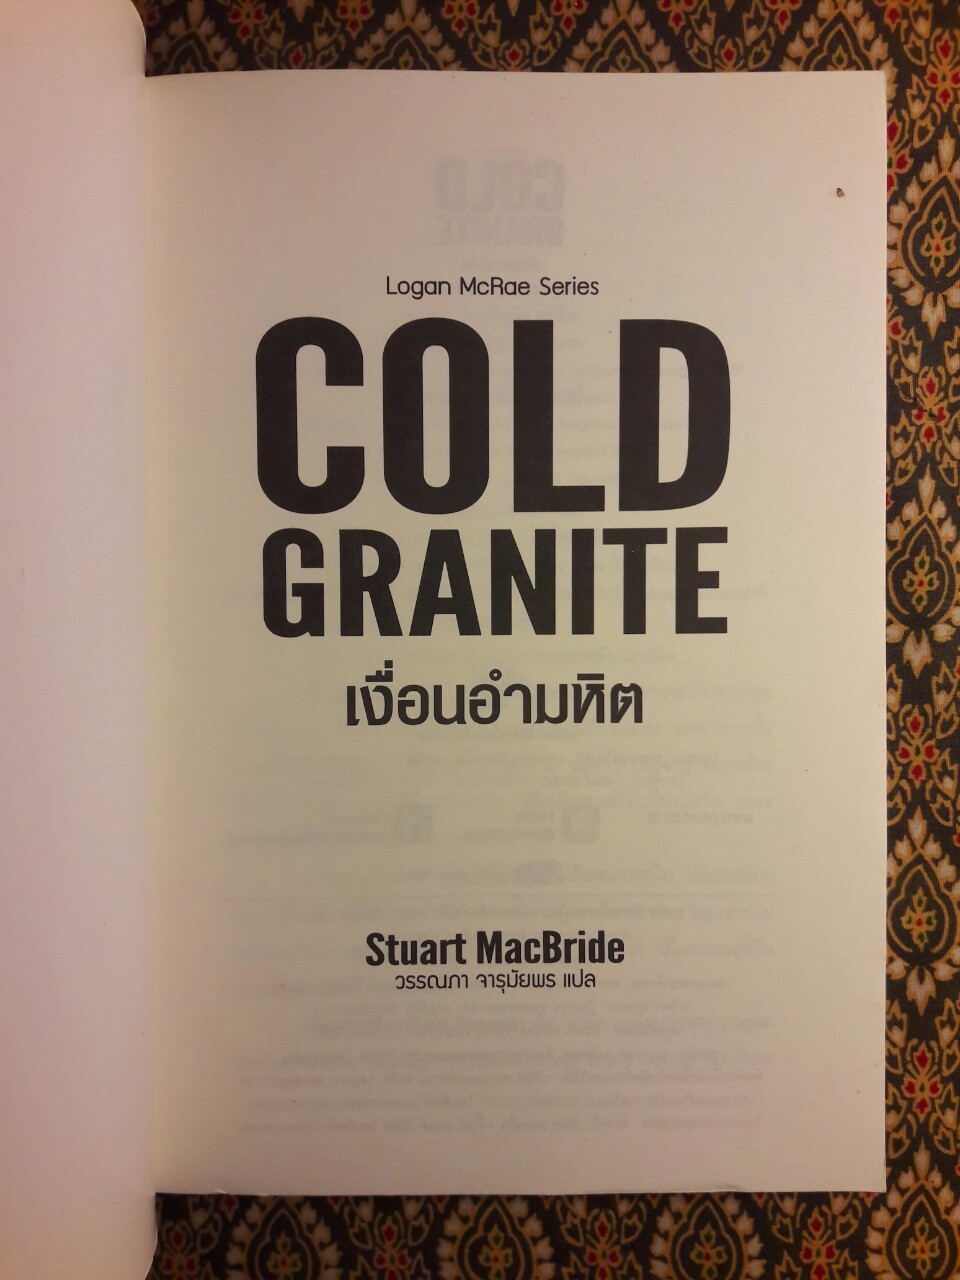 Logan McRae Series
COLD
GRANITE
เงื่อนอำมหิต
Stuart MacBride
วรรณภา จารุมัยพร แปล